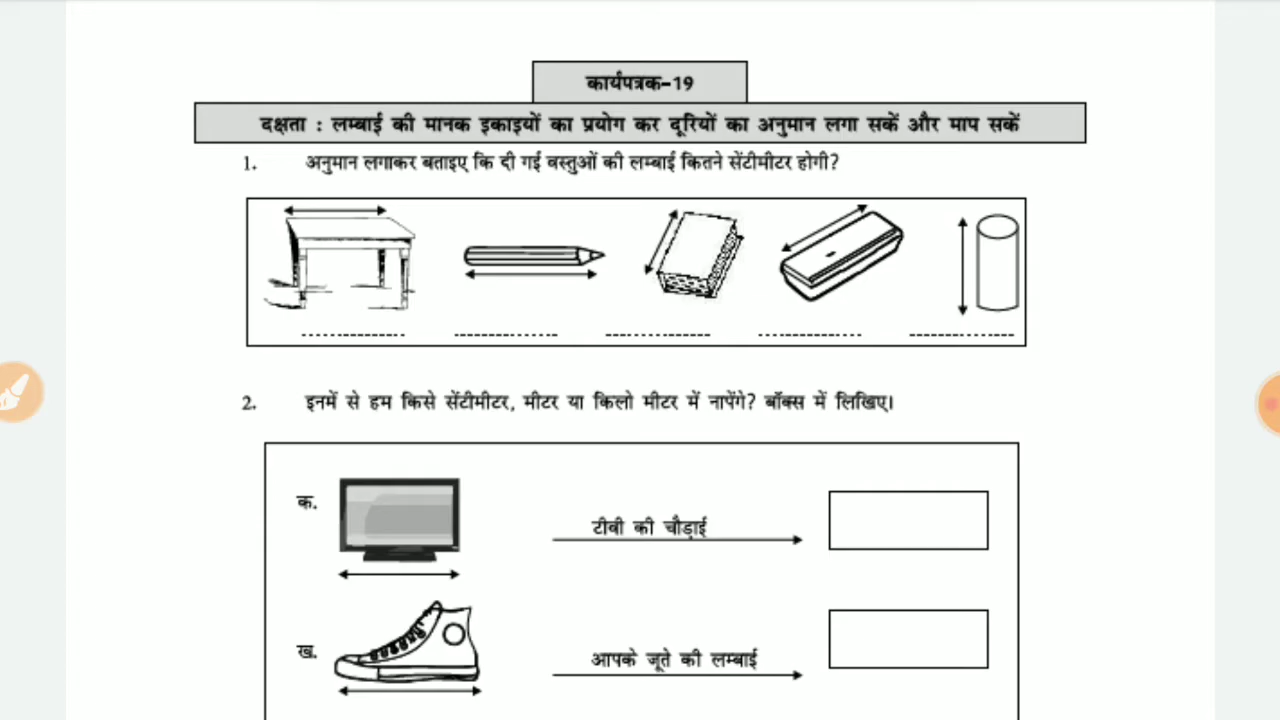 कार्यपत्रक-19
दक्षता : लम्बाई की मानक इकाइयों का प्रयोग कर दूरियों का अनुमान लगा सकें और माप सकें
1. अनुमान लगाकर बताइए कि दी गई वस्तुओं की लम्बाई कितने सेंटीमीटर होगी?
2. इनमें से हम किसे सेंटीमीटर, मीटर या किलो मीटर में नापेंगे? बॉक्स में लिखिए।
क. टीवी की चौड़ाई
ख. आपके जूते की लम्बाई